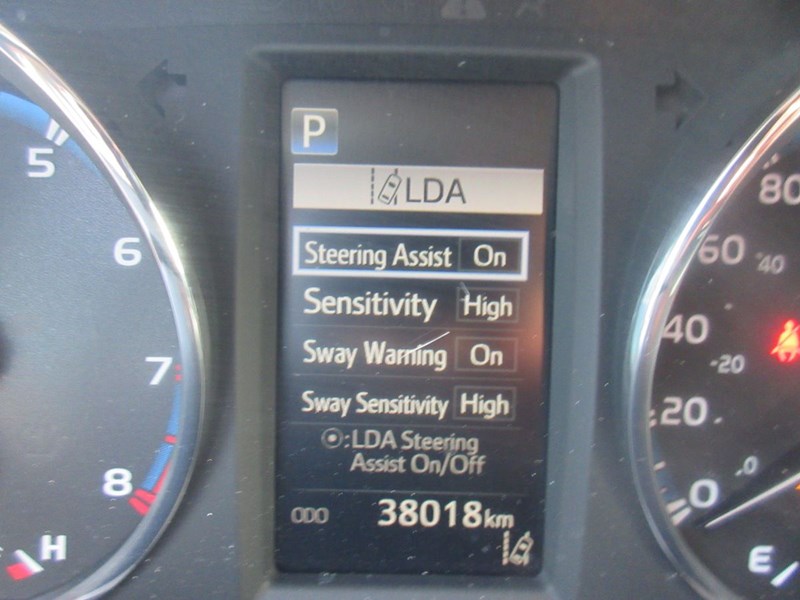 P
LDA
Steering Assist On
Sensitivity High
Sway Warning On
Sway Sensitivity High
:LDA Steering
Assist On/Off
ODO 38018km
5
6
7
8
H
80
60
40
40
-20
20
0
0
E